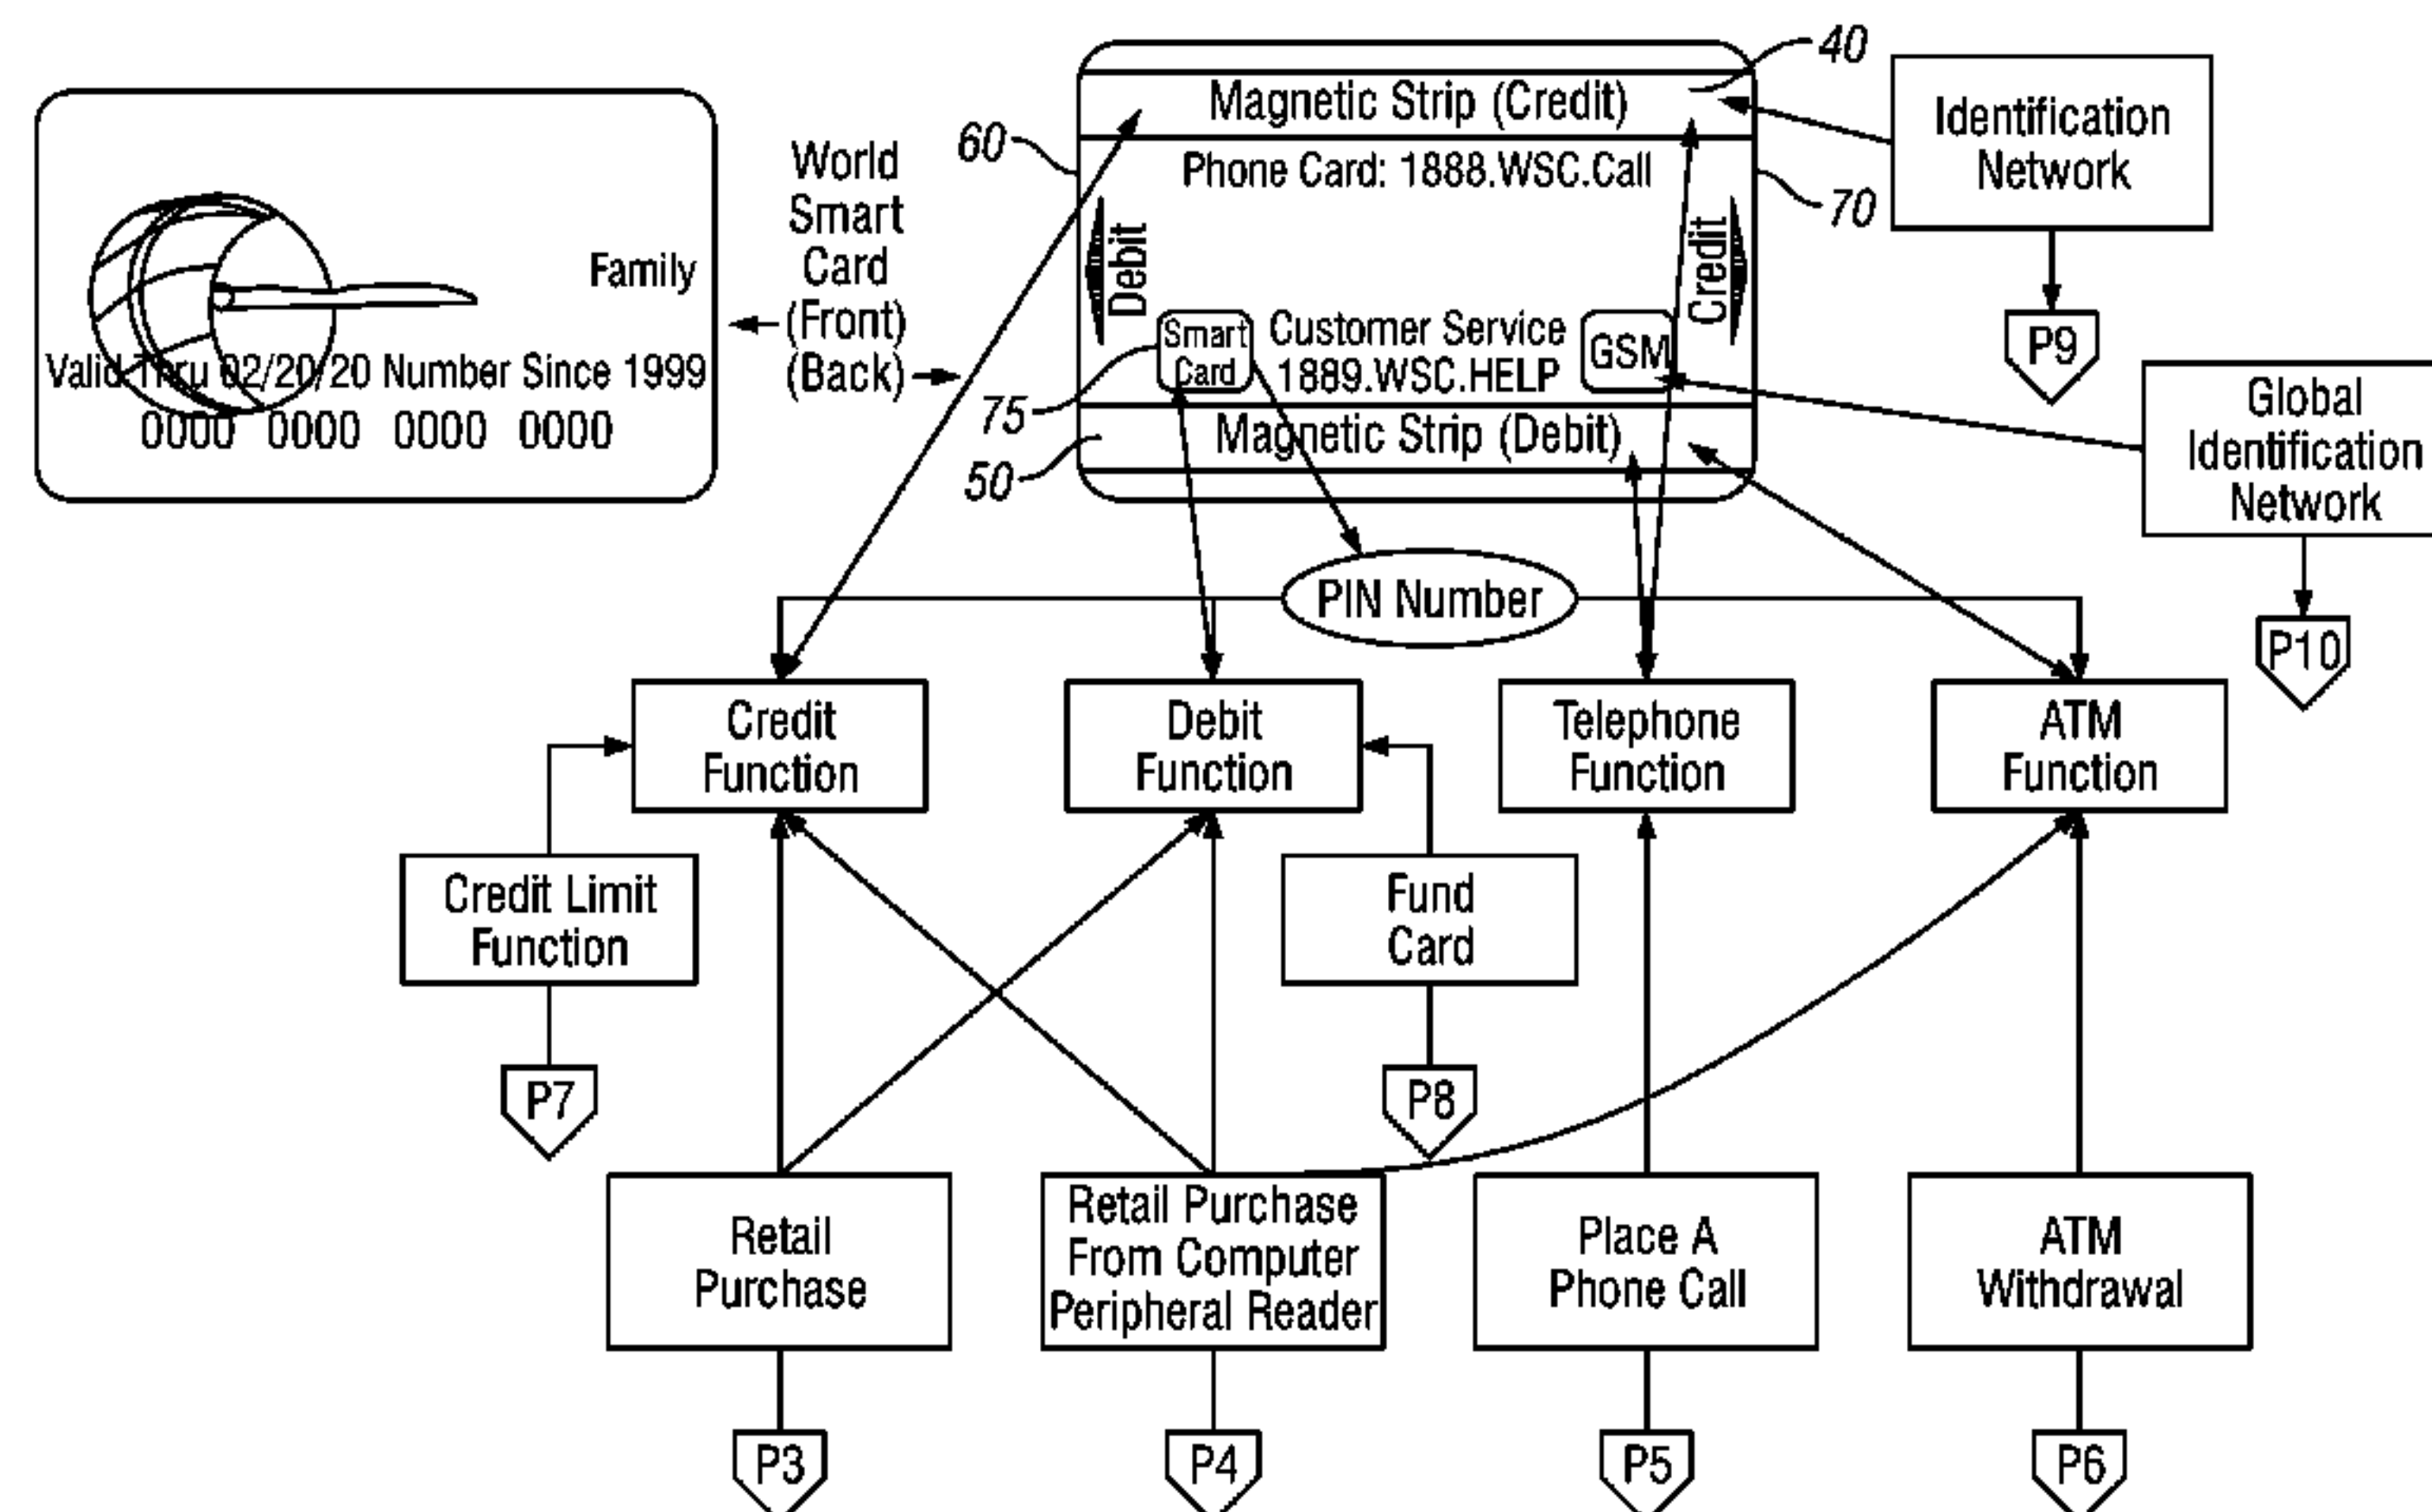 Family
Valid Thru 02/20/20 Number Since 1999
0000 0000 0000 0000
World
Smart
Card
(Front)
(Back)
40
Magnetic Strip (Credit)
60
Phone Card: 1888.WSC.Call
70
Debit
Credit
Smart
Card
Customer Service
1889.WSC.HELP
GSM
75
Magnetic Strip (Debit)
50
Identification
Network
P9
Global
Identification
Network
P10
PIN Number
Credit
Function
Debit
Function
Telephone
Function
ATM
Function
Credit Limit
Function
Fund
Card
P7
P8
Retail
Purchase
Retail Purchase
From Computer
Peripheral Reader
Place A
Phone Call
ATM
Withdrawal
P3
P4
P5
P6